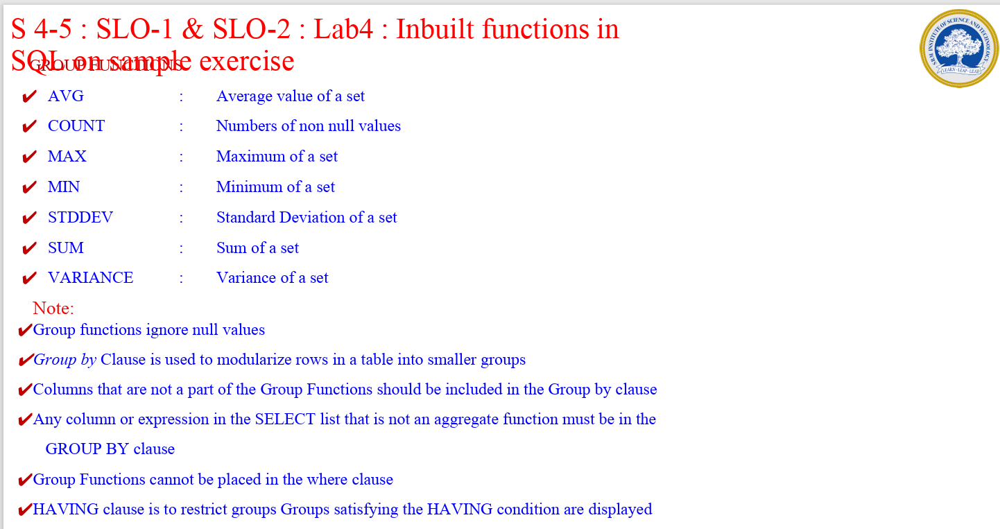 S 4-5 : SLO-1 & SLO-2 : Lab4 : Inbuilt functions in
SQL on sample exercise
GROUP FUNCTIONS
✔ AVG : Average value of a set
✔ COUNT : Numbers of non null values
✔ MAX : Maximum of a set
✔ MIN : Minimum of a set
✔ STDDEV : Standard Deviation of a set
✔ SUM : Sum of a set
✔ VARIANCE : Variance of a set
Note:
✔Group functions ignore null values
✔Group by Clause is used to modularize rows in a table into smaller groups
✔Columns that are not a part of the Group Functions should be included in the Group by clause
✔Any column or expression in the SELECT list that is not an aggregate function must be in the
GROUP BY clause
✔Group Functions cannot be placed in the where clause
✔HAVING clause is to restrict groups Groups satisfying the HAVING condition are displayed
SRM INSTITUTE OF SCIENCE AND TECHNOLOGY
LEARN - LEAP - LEAD